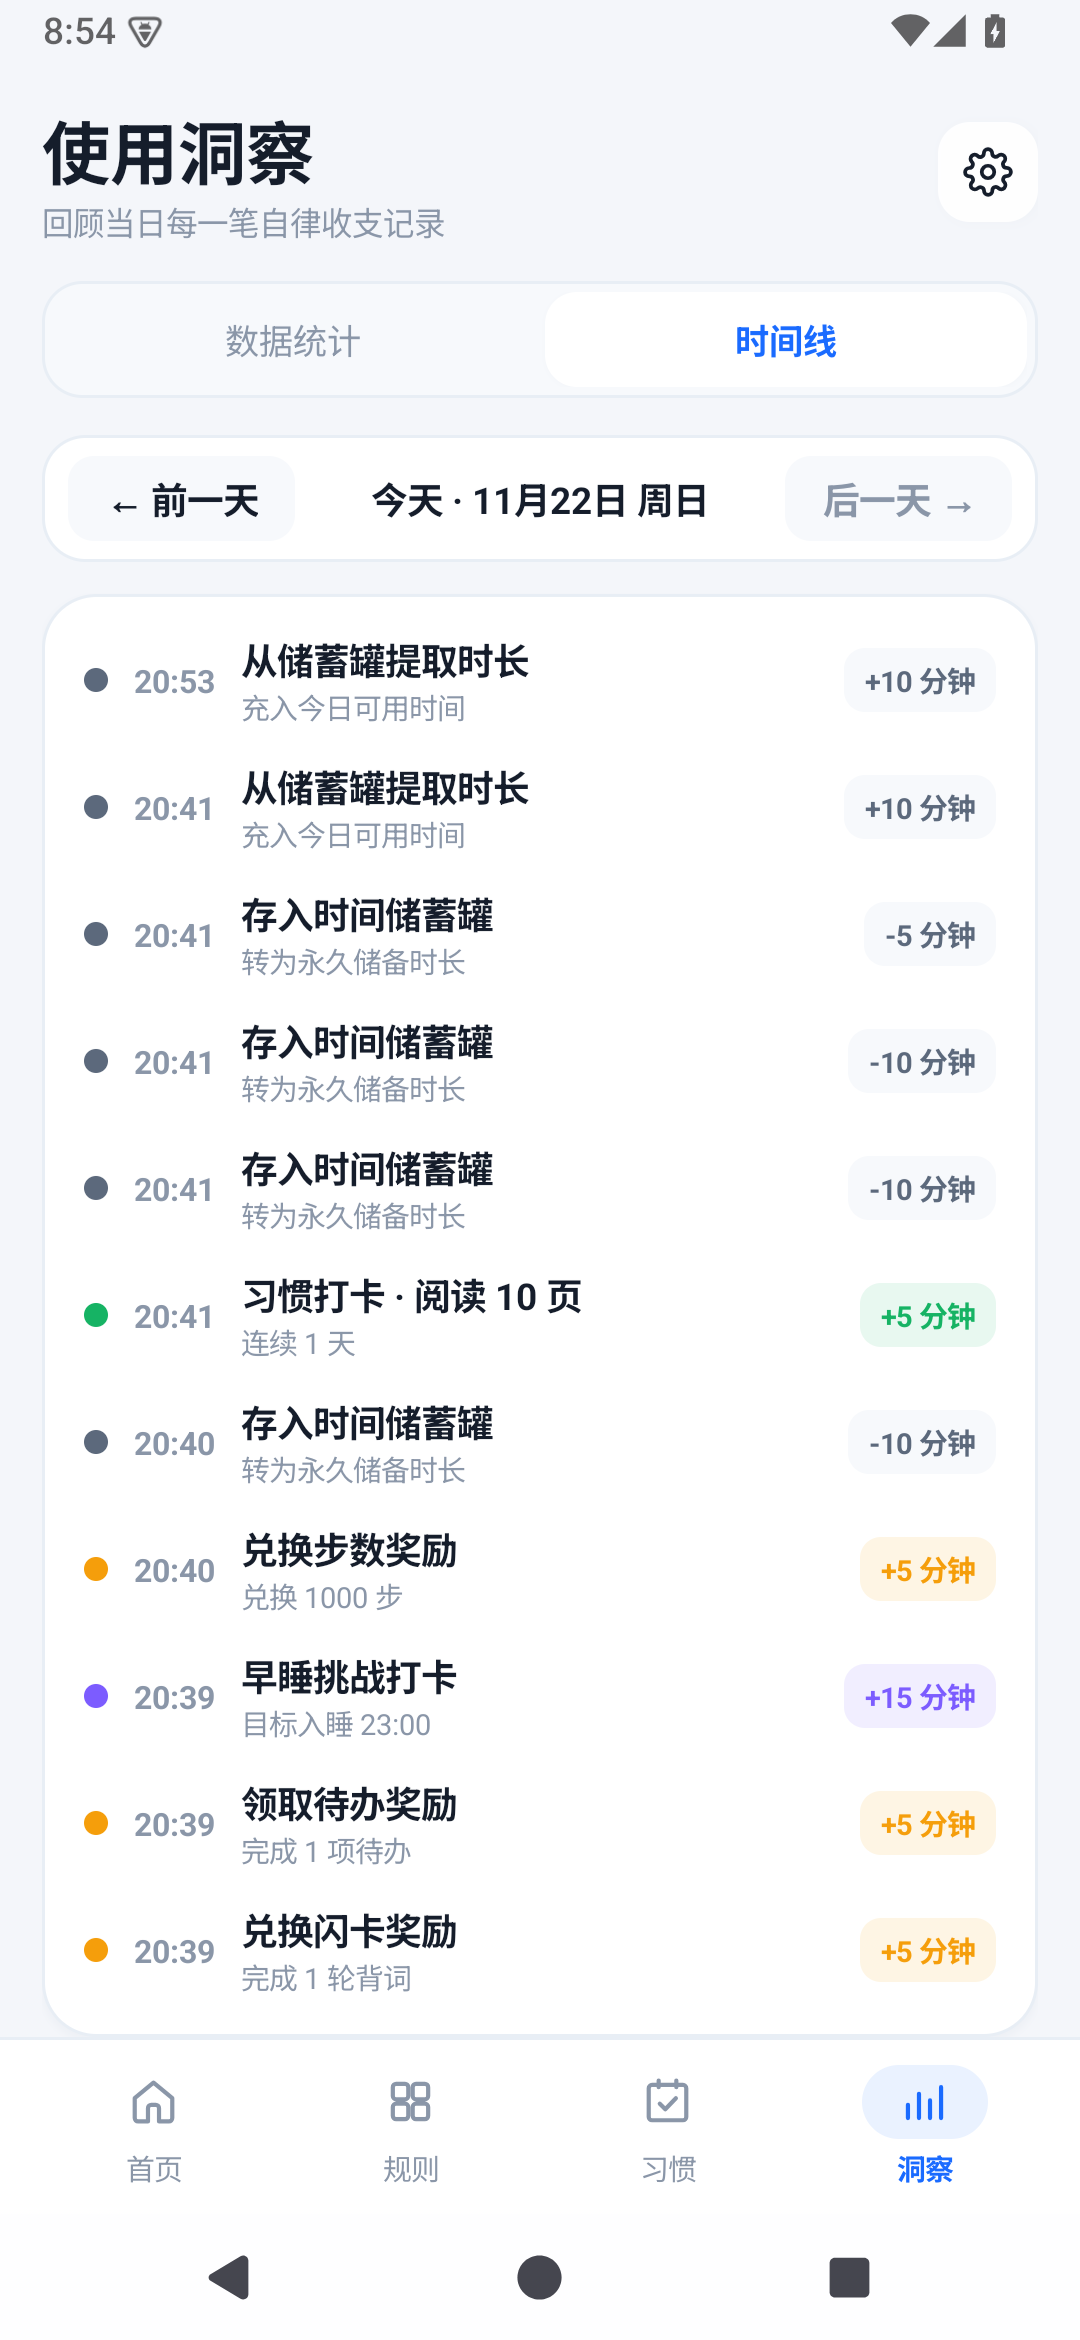 8:54
使用洞察
回顾当日每一笔自律收支记录
数据统计
时间线
← 前一天
今天 · 11月22日 周日
后一天 →
20:53
从储蓄罐提取时长
充入今日可用时间
+10 分钟
20:41
从储蓄罐提取时长
充入今日可用时间
+10 分钟
20:41
存入时间储蓄罐
转为永久储备时长
-5 分钟
20:41
存入时间储蓄罐
转为永久储备时长
-10 分钟
20:41
存入时间储蓄罐
转为永久储备时长
-10 分钟
20:41
习惯打卡 · 阅读 10 页
连续 1 天
+5 分钟
20:40
存入时间储蓄罐
转为永久储备时长
-10 分钟
20:40
兑换步数奖励
兑换 1000 步
+5 分钟
20:39
早睡挑战打卡
目标入睡 23:00
+15 分钟
20:39
领取待办奖励
完成 1 项待办
+5 分钟
20:39
兑换闪卡奖励
完成 1 轮背词
+5 分钟
首页
规则
习惯
洞察